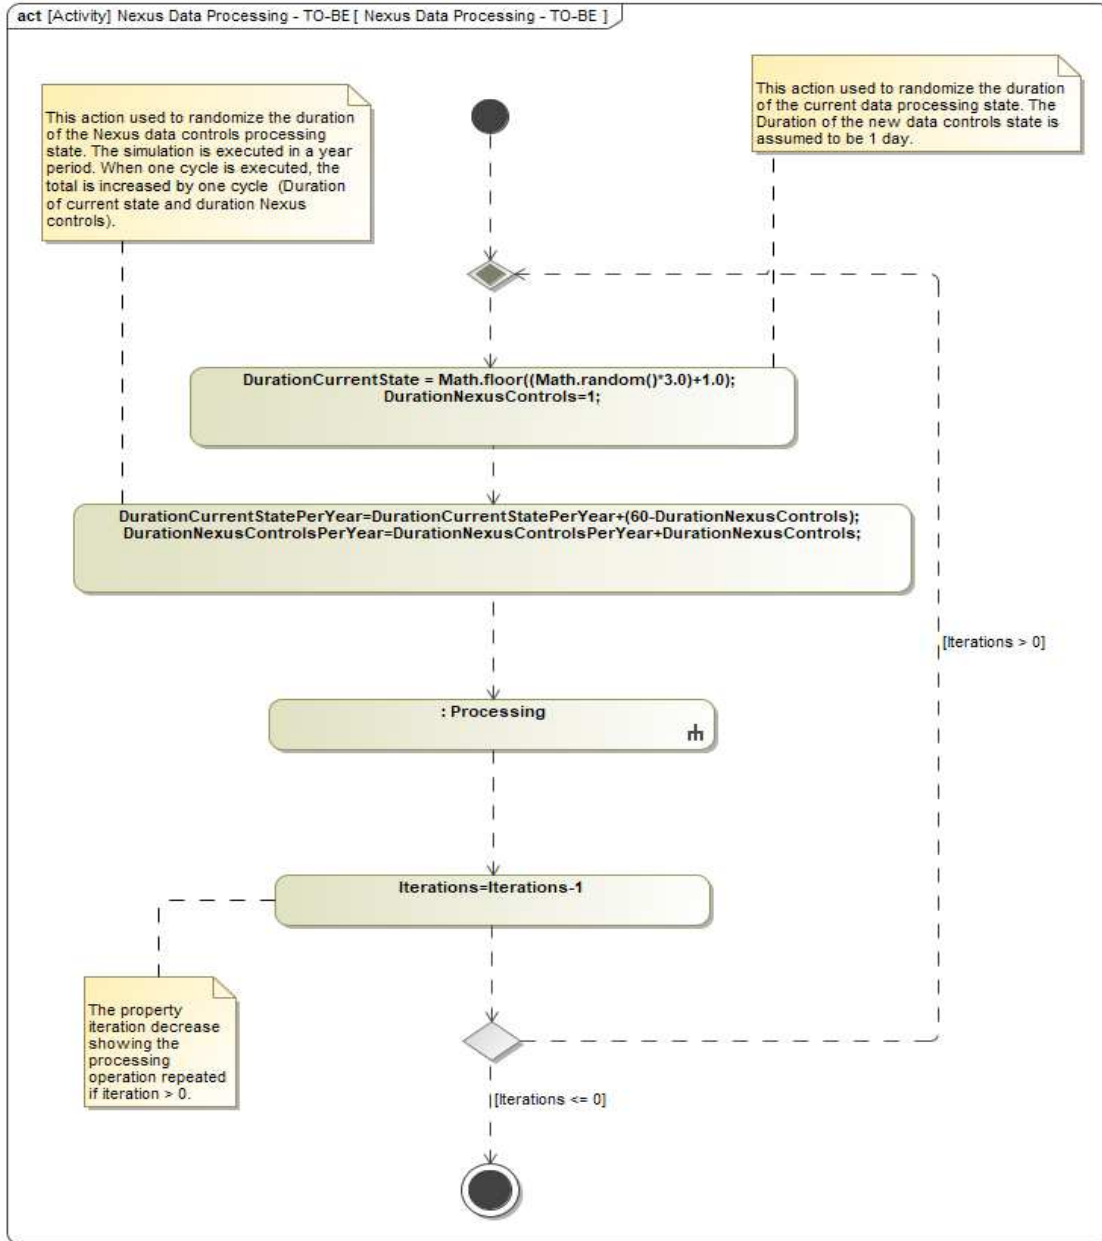 act [Activity] Nexus Data Processing - TO-BE [ Nexus Data Processing - TO-BE ]
This action used to randomize the duration
of the Nexus data controls processing
state. The simulation is executed in a year
period. When one cycle is executed, the
total is increased by one cycle (Duration
of current state and duration Nexus
controls).
This action used to randomize the duration
of the current data processing state. The
Duration of the new data controls state is
assumed to be 1 day.
DurationCurrentState = Math.floor((Math.random()*3.0)+1.0);
DurationNexusControls=1;
DurationCurrentStatePerYear=DurationCurrentStatePerYear+(60-DurationNexusControls);
DurationNexusControlsPerYear=DurationNexusControlsPerYear+DurationNexusControls;
[Iterations > 0]
: Processing
Iterations=Iterations-1
The property
iteration decrease
showing the
processing
operation repeated
if iteration > 0.
[Iterations <= 0]